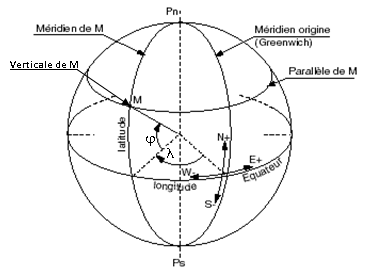 Pn
Méridien de M
Méridien origine
(Greenwich)
Verticale de M
Parallèle de M
M
latitude
φ
λ
N+
E+
W-
Equateur
longitude
S-
Ps